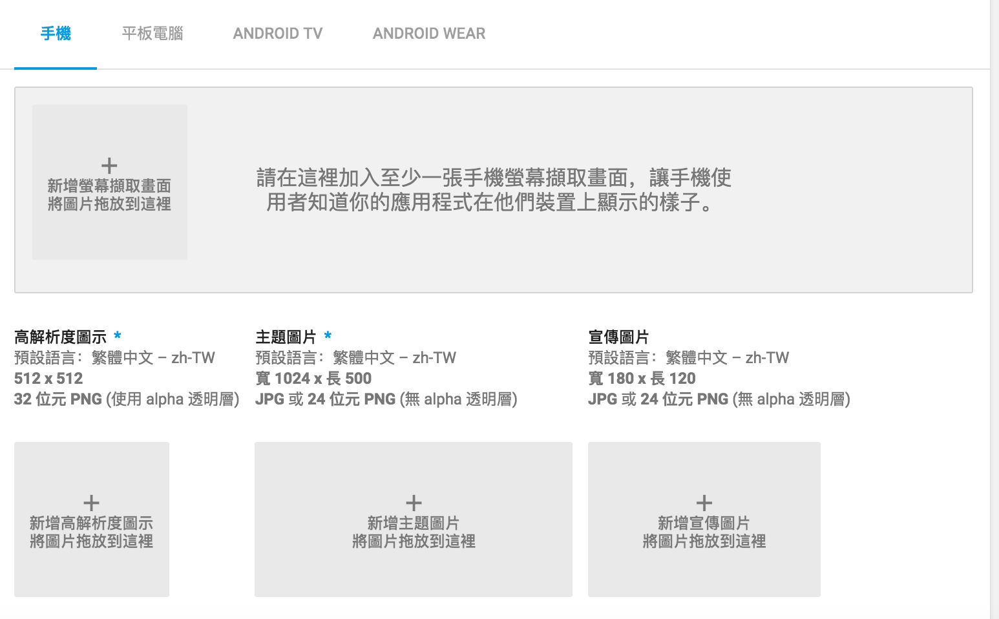 手機
平板電腦
ANDROID TV
ANDROID WEAR
新增螢幕擷取畫面
將圖片拖放到這裡
請在這裡加入至少一張手機螢幕擷取畫面，讓手機使
用者知道你的應用程式在他們裝置上顯示的樣子。
高解析度圖示 *
預設語言：繁體中文 – zh-TW
512 x 512
32 位元 PNG (使用 alpha 透明層)
主題圖片 *
預設語言：繁體中文 – zh-TW
寬 1024 x 長 500
JPG 或 24 位元 PNG (無 alpha 透明層)
宣傳圖片
預設語言：繁體中文 – zh-TW
寬 180 x 長 120
JPG 或 24 位元 PNG (無 alpha 透明層)
新增高解析度圖示
將圖片拖放到這裡
新增主題圖片
將圖片拖放到這裡
新增宣傳圖片
將圖片拖放到這裡